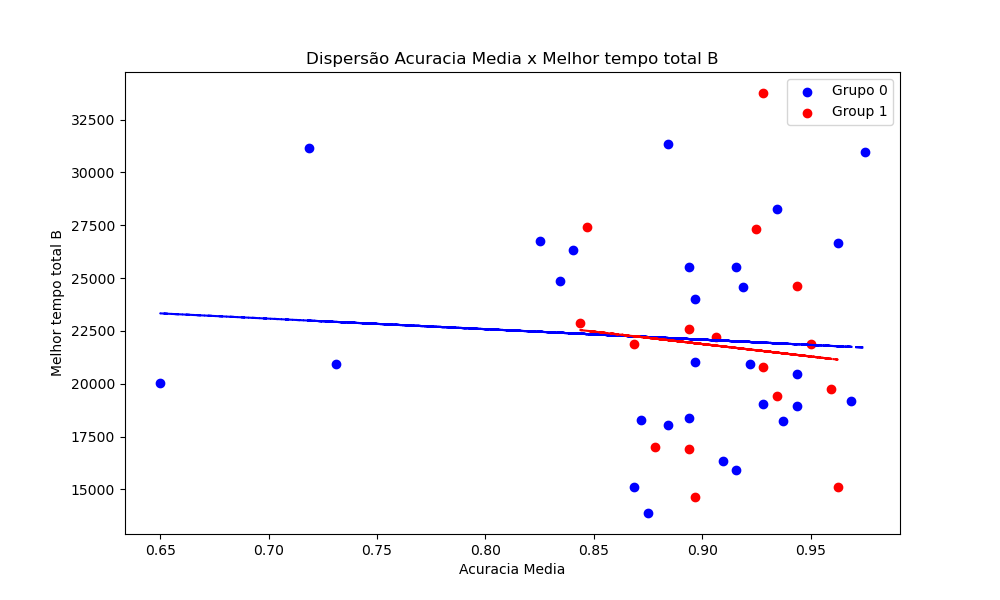 Dispersão Acuracia Media x Melhor tempo total B
Grupo 0
Group 1
Melhor tempo total B
32500
30000
27500
25000
22500
20000
17500
15000
0.65 0.70 0.75 0.80 0.85 0.90 0.95
Acuracia Media